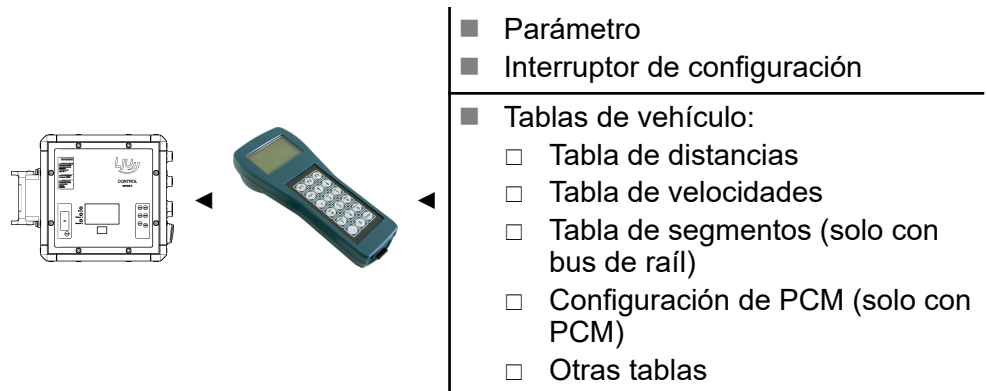 Parámetro
Interruptor de configuración
Tablas de vehículo:
Tabla de distancias
Tabla de velocidades
Tabla de segmentos (solo con
bus de raíl)
Configuración de PCM (solo con
PCM)
Otras tablas
CONTROL